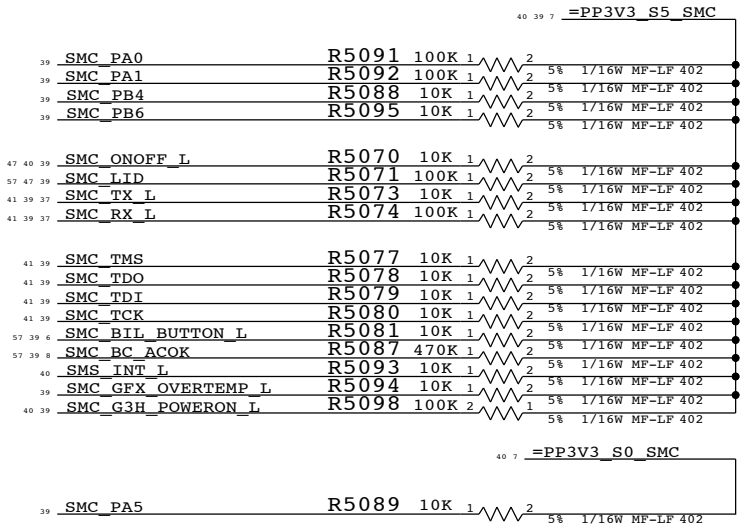 40 39 7 =PP3V3_S5_SMC
39 SMC_PA0 R5091 100K 1 2 5% 1/16W MF-LF 402
39 SMC_PA1 R5092 100K 1 2 5% 1/16W MF-LF 402
39 SMC_PB4 R5088 10K 1 2 5% 1/16W MF-LF 402
39 SMC_PB6 R5095 10K 1 2 5% 1/16W MF-LF 402
47 40 39 SMC_ONOFF_L R5070 10K 1 2 5% 1/16W MF-LF 402
57 47 39 SMC_LID R5071 100K 1 2 5% 1/16W MF-LF 402
41 39 37 SMC_TX_L R5073 10K 1 2 5% 1/16W MF-LF 402
41 39 37 SMC_RX_L R5074 100K 1 2 5% 1/16W MF-LF 402
41 39 SMC_TMS R5077 10K 1 2 5% 1/16W MF-LF 402
41 39 SMC_TDO R5078 10K 1 2 5% 1/16W MF-LF 402
41 39 SMC_TDI R5079 10K 1 2 5% 1/16W MF-LF 402
41 39 SMC_TCK R5080 10K 1 2 5% 1/16W MF-LF 402
57 39 6 SMC_BIL_BUTTON_L R5081 10K 1 2 5% 1/16W MF-LF 402
57 39 8 SMC_BC_ACOK R5087 470K 1 2 5% 1/16W MF-LF 402
40 SMS_INT_L R5093 10K 1 2 5% 1/16W MF-LF 402
39 SMC_GFX_OVERTEMP_L R5094 10K 1 2 5% 1/16W MF-LF 402
40 39 SMC_G3H_POWERON_L R5098 100K 2 1 5% 1/16W MF-LF 402
40 7 =PP3V3_S0_SMC
39 SMC_PA5 R5089 10K 1 2 5% 1/16W MF-LF 402